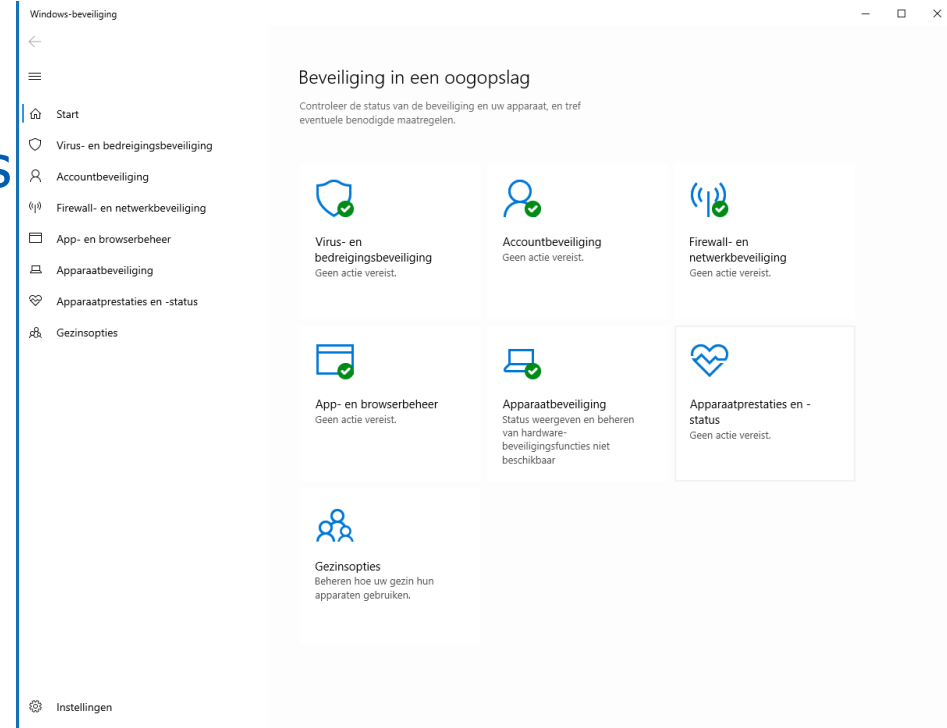 Windows-beveiliging
Start
Virus- en bedreigingsbeveiliging
Accountbeveiliging
Firewall- en netwerkbeveiliging
App- en browserbeheer
Apparaatbeveiliging
Apparaatprestaties en -status
Gezinsopties
Instellingen
S
Beveiliging in een oogopslag
Controleer de status van de beveiliging en uw apparaat, en tref
eventuele benodigde maatregelen.
Virus- en
bedreigingsbeveiliging
Geen actie vereist.
Accountbeveiliging
Geen actie vereist.
Firewall- en
netwerkbeveiliging
Geen actie vereist.
App- en browserbeheer
Geen actie vereist.
Apparaatbeveiliging
Status weergeven en beheren
van hardware-
beveiligingsfuncties niet
beschikbaar
Apparaatprestaties en -
status
Geen actie vereist.
Gezinsopties
Beheren hoe uw gezin hun
apparaten gebruiken.